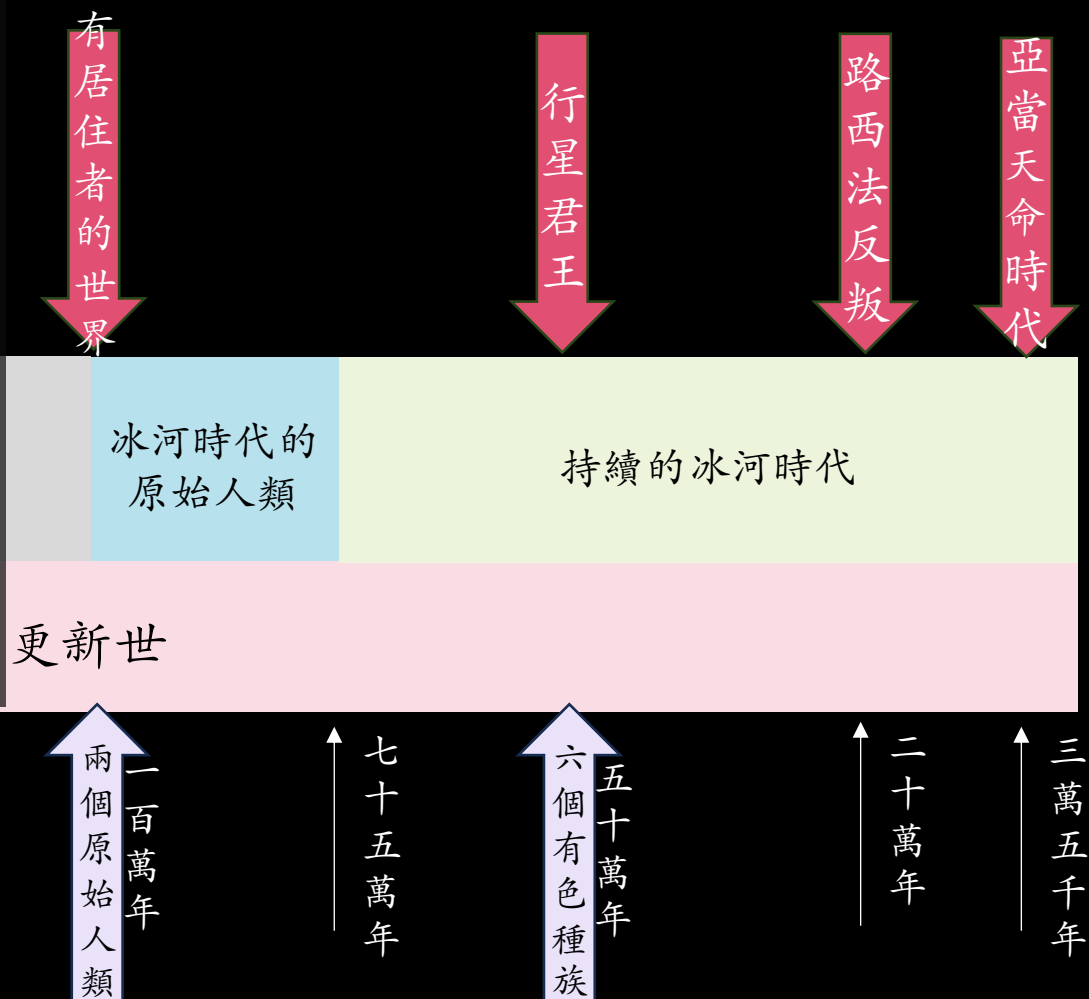 有居住者的世界
行星君王
路西法反叛
亞當天命時代
冰河時代的
原始人類
持續的冰河時代
更新世
兩個原始人類
一百萬年
七十五萬年
六個有色種族
五十萬年
二十萬年
三萬五千年